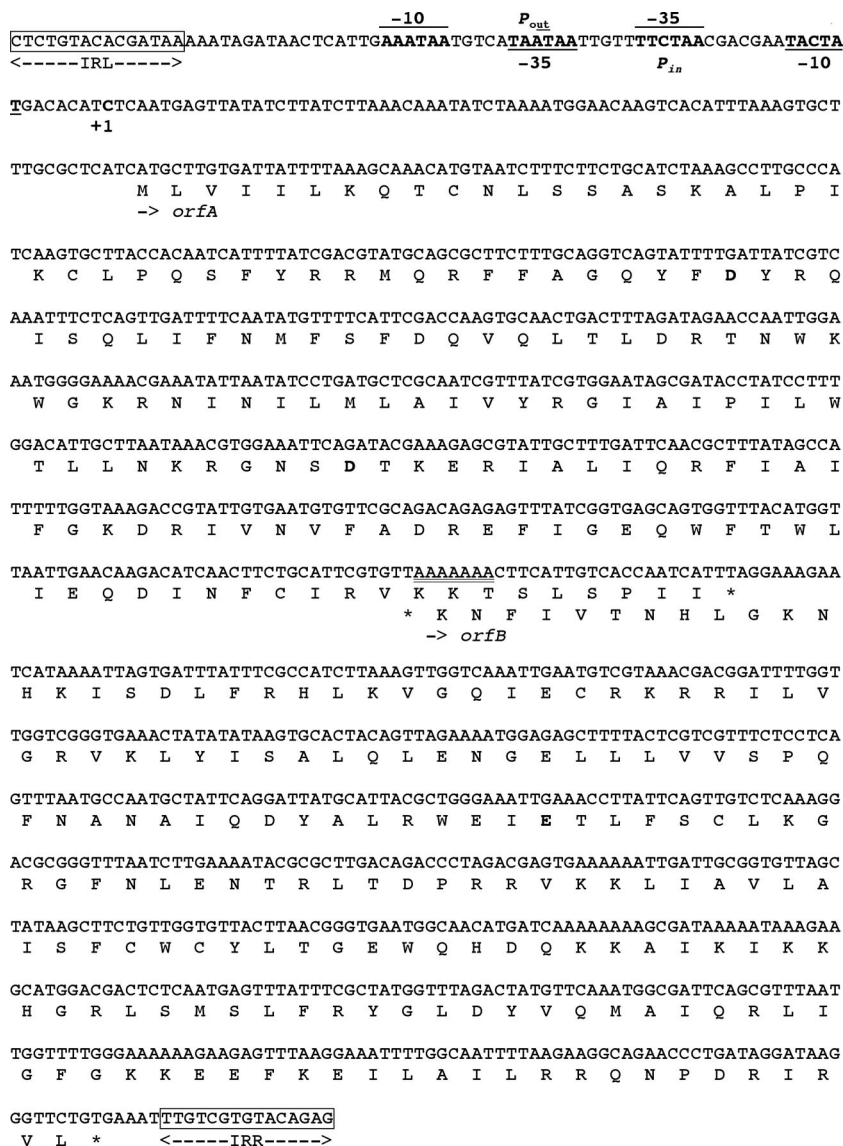 −10 Pout −35
CTCTGTACACGATAAAAATAGATAACTCATTGAAATAATGTCATAATAATTGTTTTCTAACGACGAATACTA
<-----IRL-----> −35 Pin −10
TGACACATCTCAATGAGTTATATCTTATCTTAAACAAATATCTAAAATGGAACAAGTCACATTTAAAGTGCT
+1
TTGCGCTCATCATGCTTGTGATTATTTTAAAGCAAACATGTAATCTTTCTTCTGCATCTAAAGCCTTGCCCA
M L V I I L K Q T C N L S S A S K A L P I
-> orfA
TCAAGTGCTTACCACAATCATTTTATCGACGTATGCAGCGCTTCTTTGCAGGTCAGTATTTTGATTATCGTC
K C L P Q S F Y R R M Q R F F A G Q Y F D Y R Q
AAATTTCTCAGTTGATTTTCAATATGTTTTCATTCGACCAAGTGCAACTGACTTTAGATAGAACCAATTGGA
I S Q L I F N M F S F D Q V Q L T L D R T N W K
AATGGGGAAAACGAAATATTAATATCCTGATGCTCGCAATCGTTTATCGTGGAATAGCGATACCTATCCTTT
W G K R N I N I L M L A I V Y R G I A I P I L W
GGACATTGCTTAATAAACGTGGAAATTCAGATACGAAAGAGCGTATTGCTTTGATTCAACGCTTTATAGCCA
T L L N K R G N S D T K E R I A L I Q R F I A I
TTTTTGGTAAAGACCGTATTGTGAATGTGTTCGCAGACAGAGAGTTTATCGGTGAGCAGTGGTTTACATGGT
F G K D R I V N V F A D R E F I G E Q W F T W L
TAATTGAACAAGACATCAACTTCTGCATTCGTGTTAAAAAAACTTCATTGTCACCAATCATTTAGGAAAGAA
I E Q D I N F C I R V K K T S L S P I I *
* K N F I V T N H L G K N
-> orfB
TCATAAAATTAGTGATTTATTTCGCCATCTTAAAGTTGGTCAAATTGAATGTCGTAAACGACGGATTTTGGT
H K I S D L F R H L K V G Q I E C R K R R I L V
TGGTCGGGTGAAACTATATATAAGTGCACTACAGTTAGAAAATGGAGAGCTTTTACTCGTCGTTTCTCCTCA
G R V K L Y I S A L Q L E N G E L L L V V S P Q
GTTTAATGCCAATGCTATTCAGGATTATGCATTACGCTGGGAAATTGAAACCTTATTCAGTTGTCTCAAAGG
F N A N A I Q D Y A L R W E I E T L F S C L K G
ACGCGGGTTTAATCTTGAAAATACGCGCTTGACAGACCCTAGACGAGTGAAAAAATTGATTGCGGTGTTAGC
R G F N L E N T R L T D P R R V K K L I A V L A
TATAAGCTTCTGTTGGTGTTACTTAACGGGTGAATGGCAACATGATCAAAAAAAAGCGATAAAAATAAAGAA
I S F C W C Y L T G E W Q H D Q K K A I K I K K
GCATGGACGACTCTCAATGAGTTTATTTCGCTATGGTTTAGACTATGTTCAAATGGCGATTCAGCGTTTAAT
H G R L S M S L F R Y G L D Y V Q M A I Q R L I
TGGTTTTGGGAAAAAAGAAGAGTTTAAGGAAATTTTGGCAATTTTAAGAAGGCAGAACCCTGATAGGATAAG
G F G K K E E F K E I L A I L R R Q N P D R I R
GGTTCTGTGAAATTTGTCGTGTACAGAG
V L * <-----IRR----->